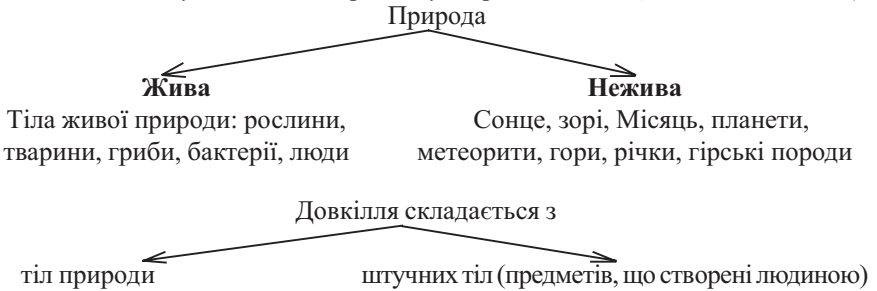 Природа
Жива
Нежива
Тіла живої природи: рослини,
тварини, гриби, бактерії, люди
Сонце, зорі, Місяць, планети,
метеорити, гори, річки, гірські породи
Довкілля складається з
тіл природи
штучних тіл (предметів, що створені людиною)